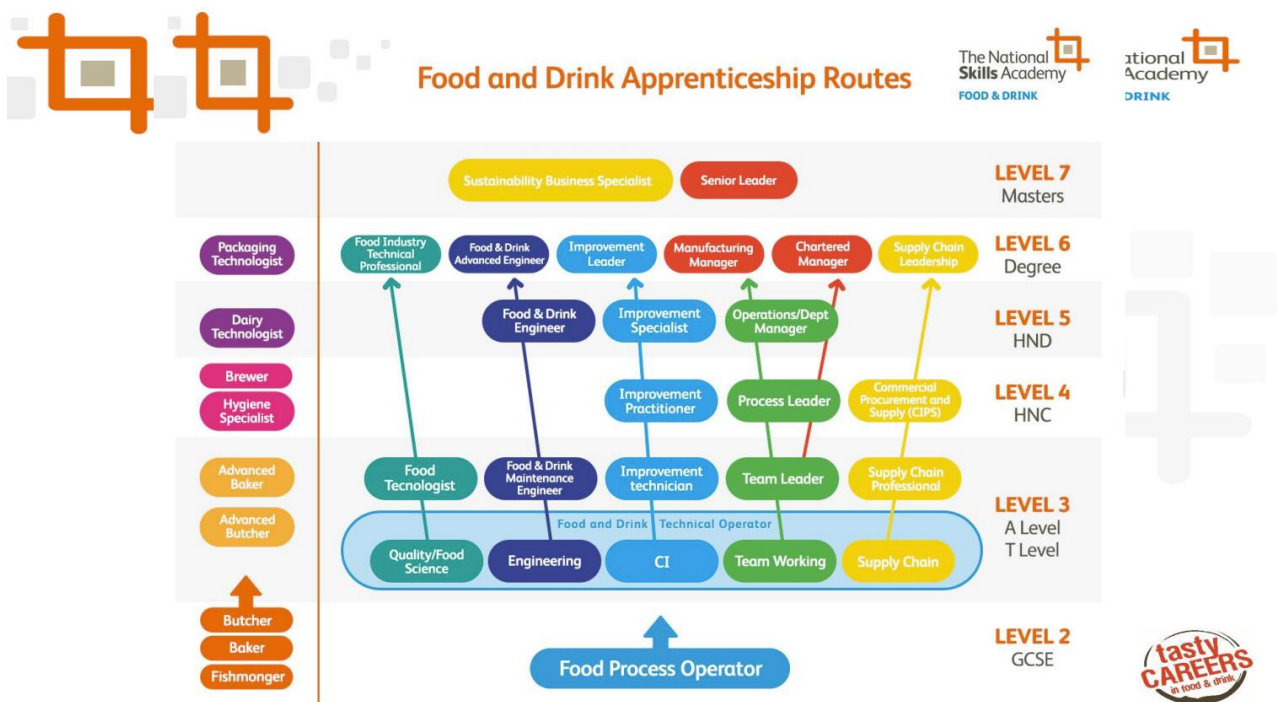 Food and Drink Apprenticeship Routes
The National
Skills Academy
FOOD & DRINK
ational
Academy
DRINK
Sustainability Business Specialist
Senior Leader
LEVEL 7
Masters
Packaging
Technologist
Food Industry
Technical
Professional
Food & Drink
Advanced Engineer
Improvement
Leader
Manufacturing
Manager
Chartered
Manager
Supply Chain
Leadership
LEVEL 6
Degree
Dairy
Technologist
Food & Drink
Engineer
Improvement
Specialist
Operations/Dept
Manager
LEVEL 5
HND
Brewer
Hygiene
Specialist
Improvement
Practitioner
Process Leader
Commercial
Procurement and
Supply (CIPS)
LEVEL 4
HNC
Advanced
Baker
Advanced
Butcher
Food
Tecnologist
Food & Drink
Maintenance
Engineer
Improvement
technician
Team Leader
Supply Chain
Professional
LEVEL 3
A Level
T Level
Food and Drink Technical Operator
Quality/Food
Science
Engineering
CI
Team Working
Supply Chain
Butcher
Baker
Fishmonger
Food Process Operator
LEVEL 2
GCSE
tasty
CAREERS
in food & drink